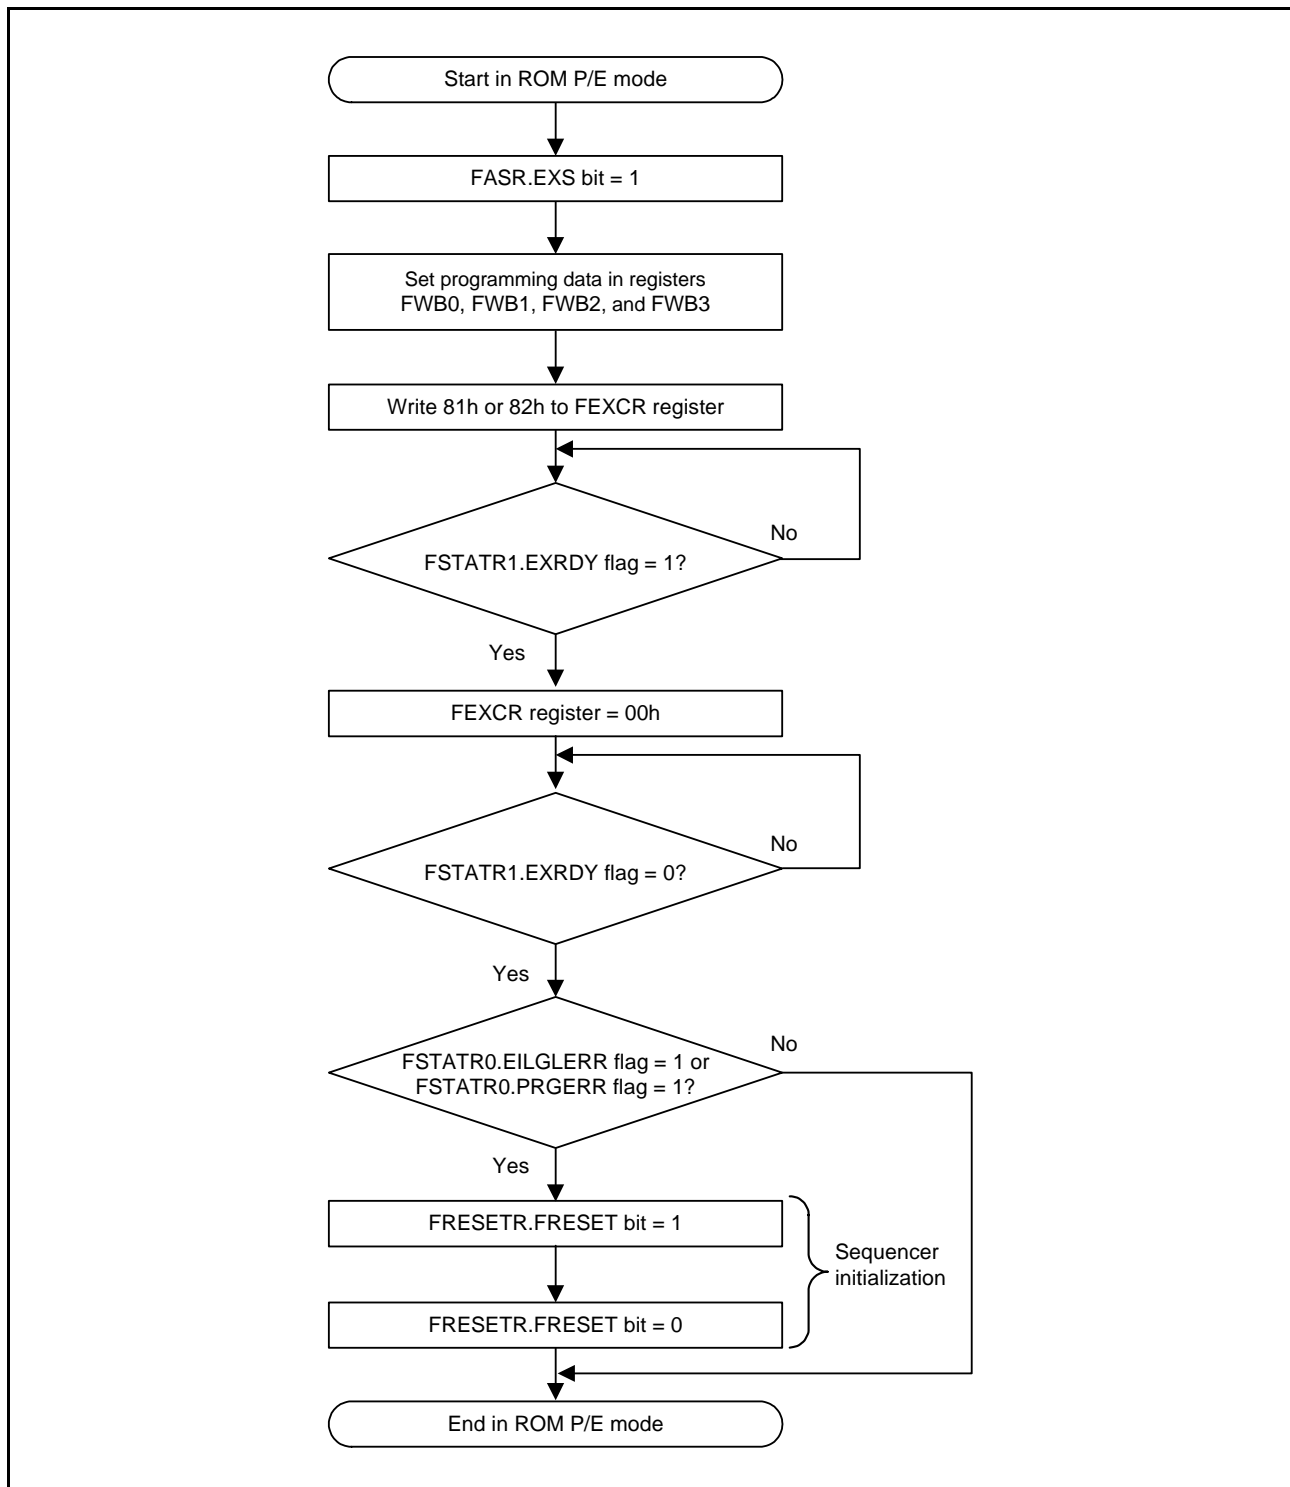 Start in ROM P/E mode
FASR.EXS bit = 1
Set programming data in registers
FWB0, FWB1, FWB2, and FWB3
Write 81h or 82h to FEXCR register
No
FSTATR1.EXRDY flag = 1?
Yes
FEXCR register = 00h
No
FSTATR1.EXRDY flag = 0?
Yes
No
FSTATR0.EILGLERR flag = 1 or
FSTATR0.PRGERR flag = 1?
Yes
FRESETR.FRESET bit = 1
Sequencer
initialization
FRESETR.FRESET bit = 0
End in ROM P/E mode